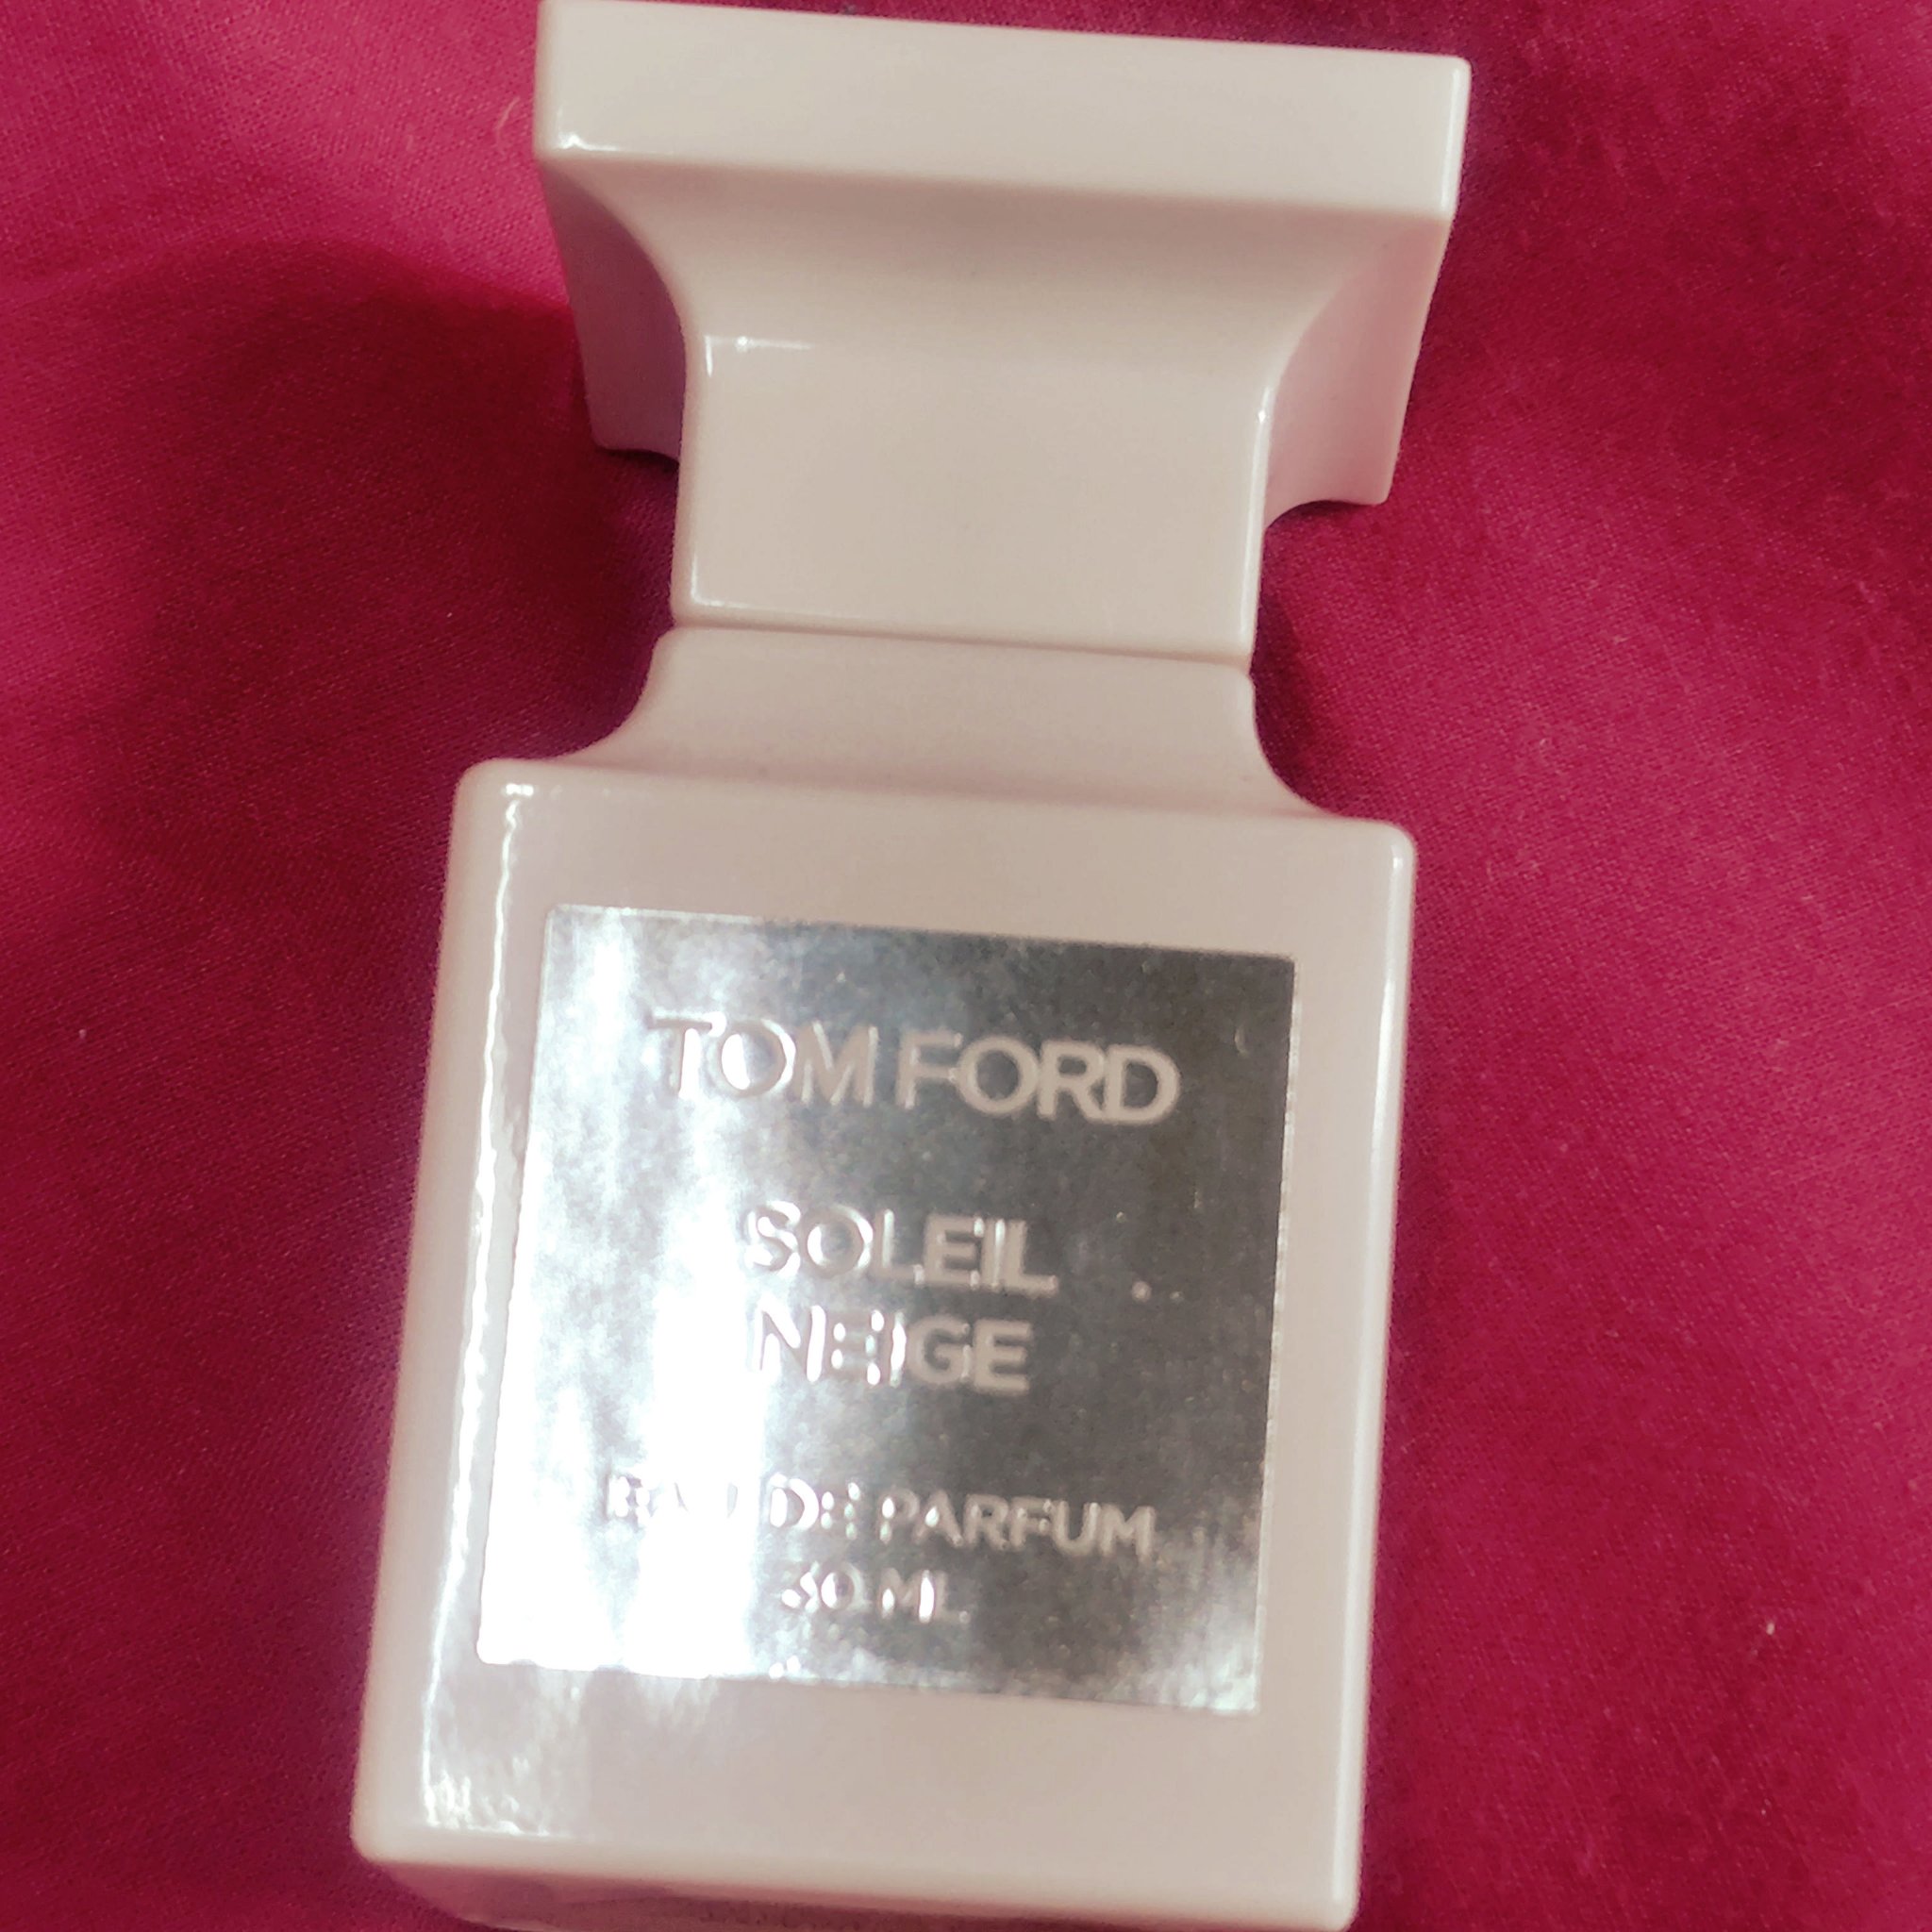 TOM FORD
SOLEIL
NEIGE
EAU DE PARFUM
30 ML